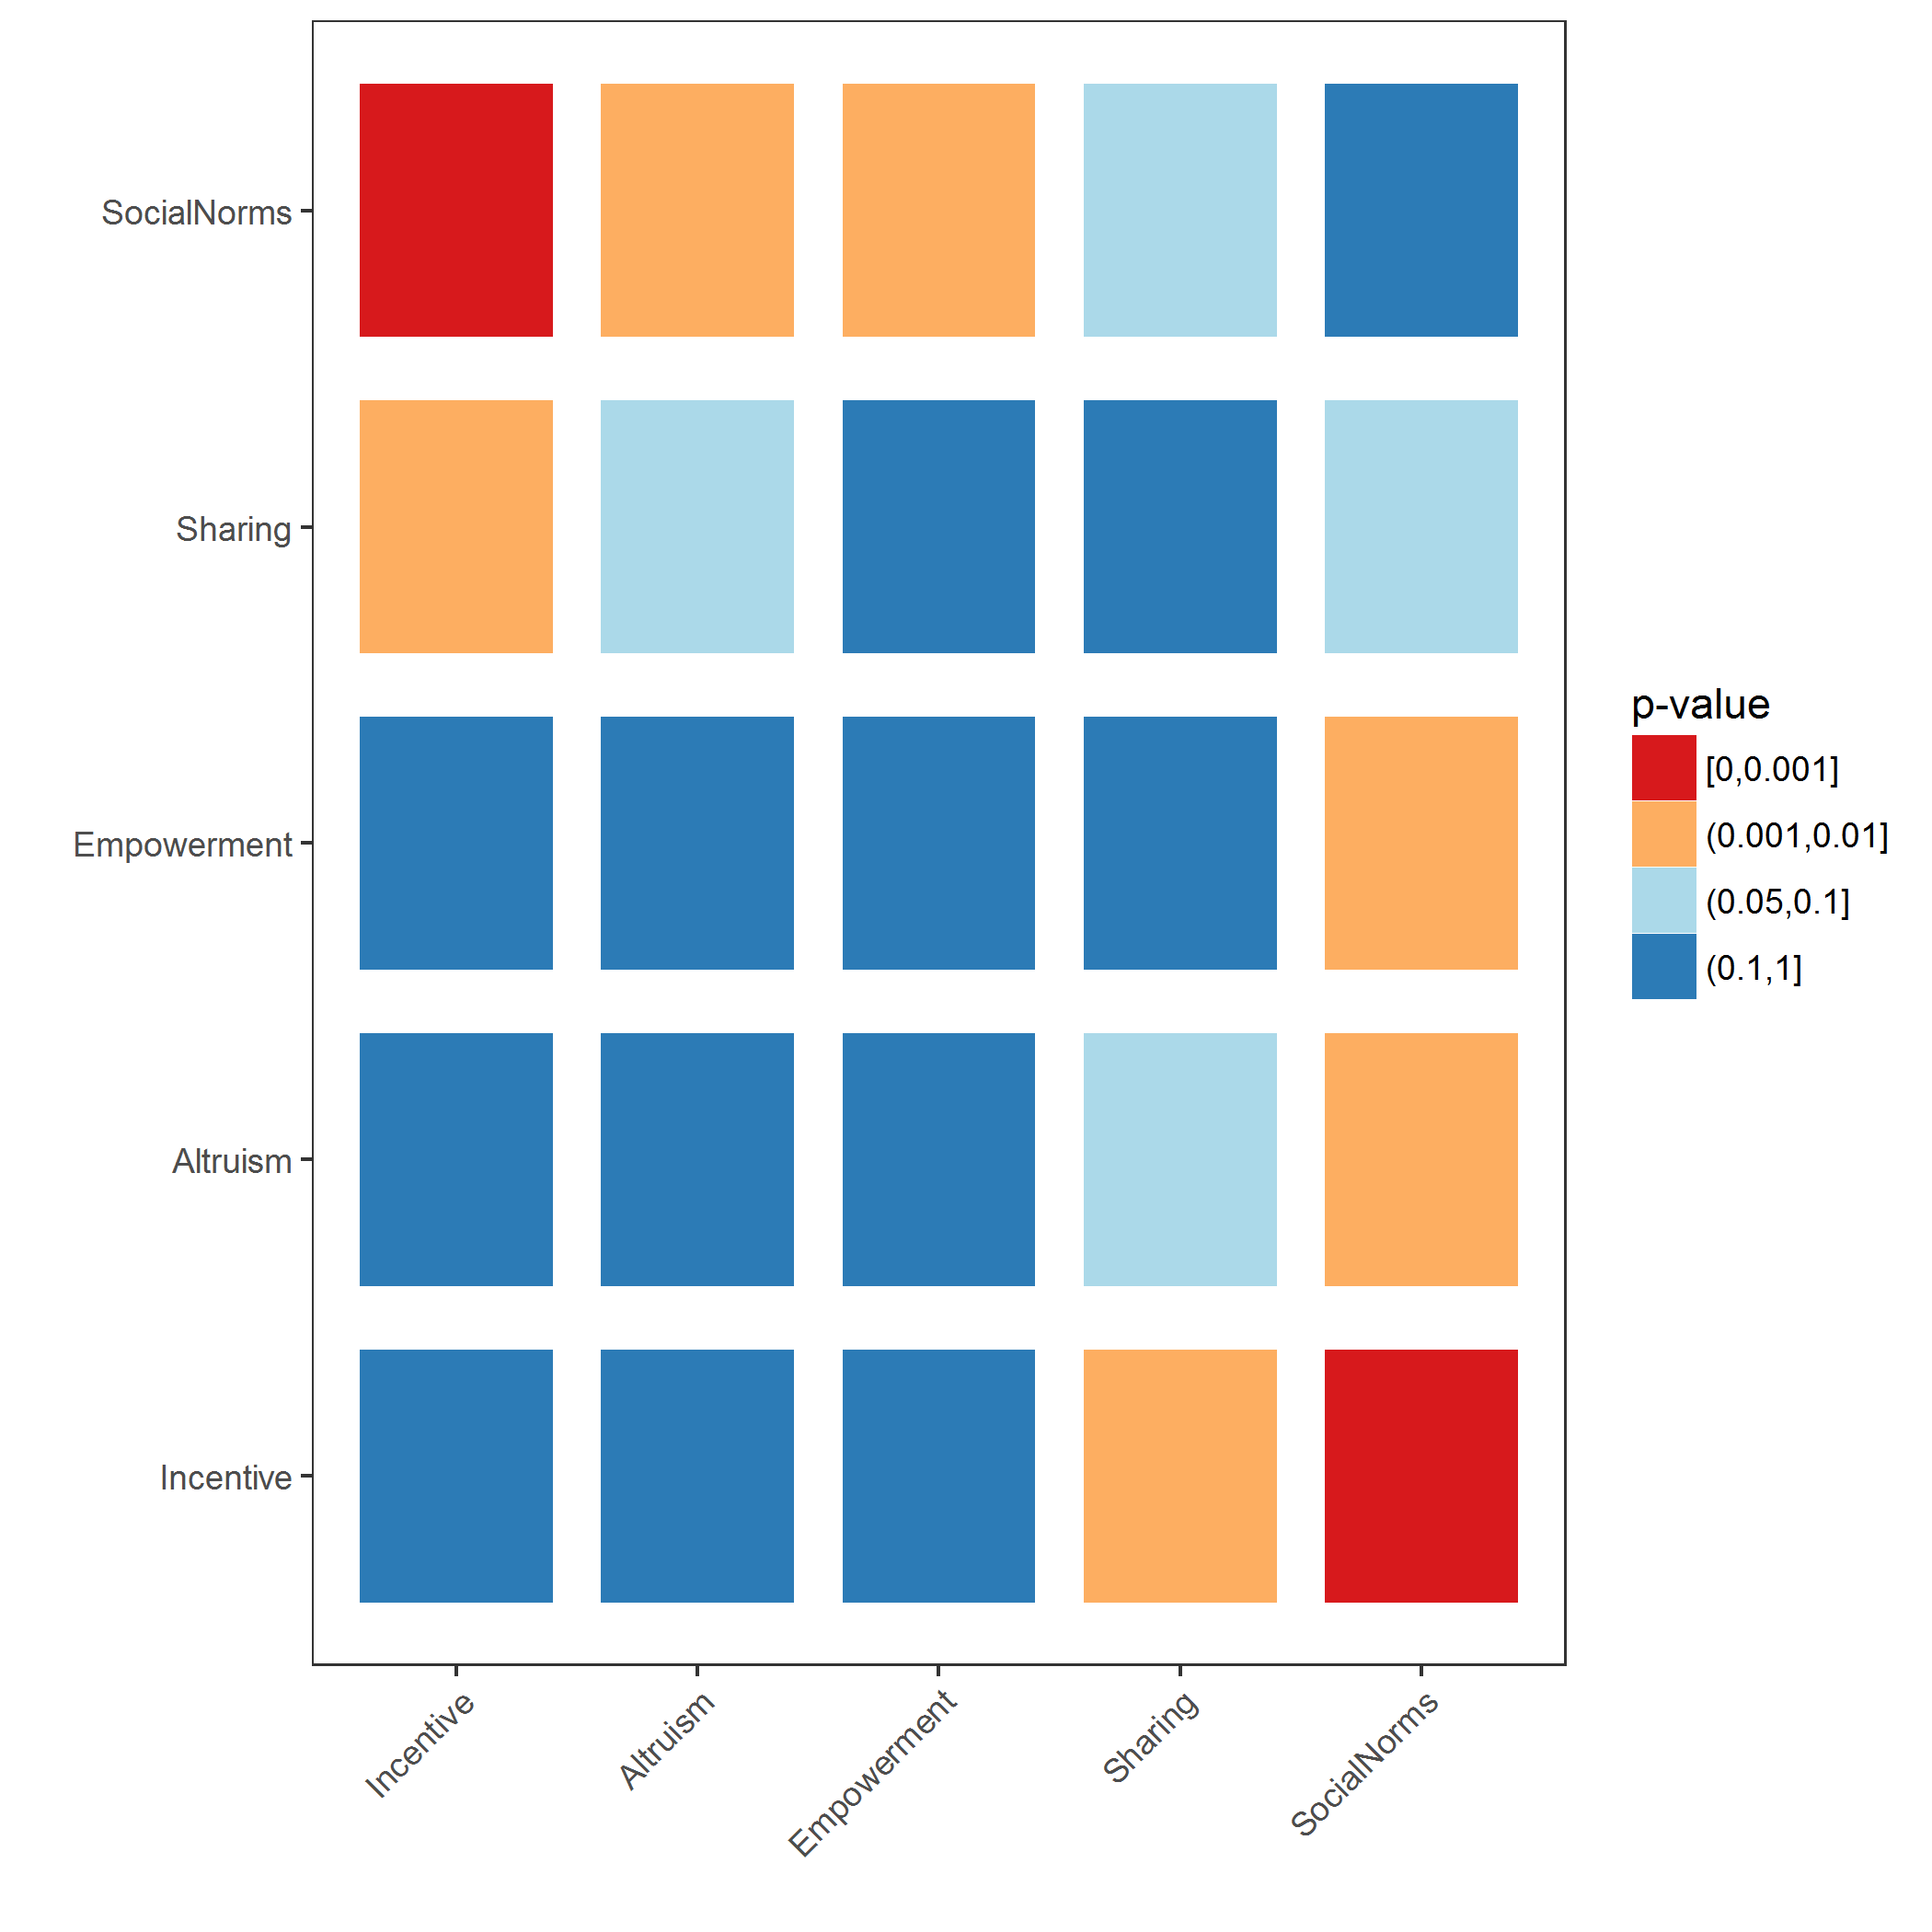 SocialNorms
Sharing
Empowerment
Altruism
Incentive
Incentive
Altruism
Empowerment
Sharing
SocialNorms
p-value
[0,0.001]
(0.001,0.01]
(0.05,0.1]
(0.1,1]